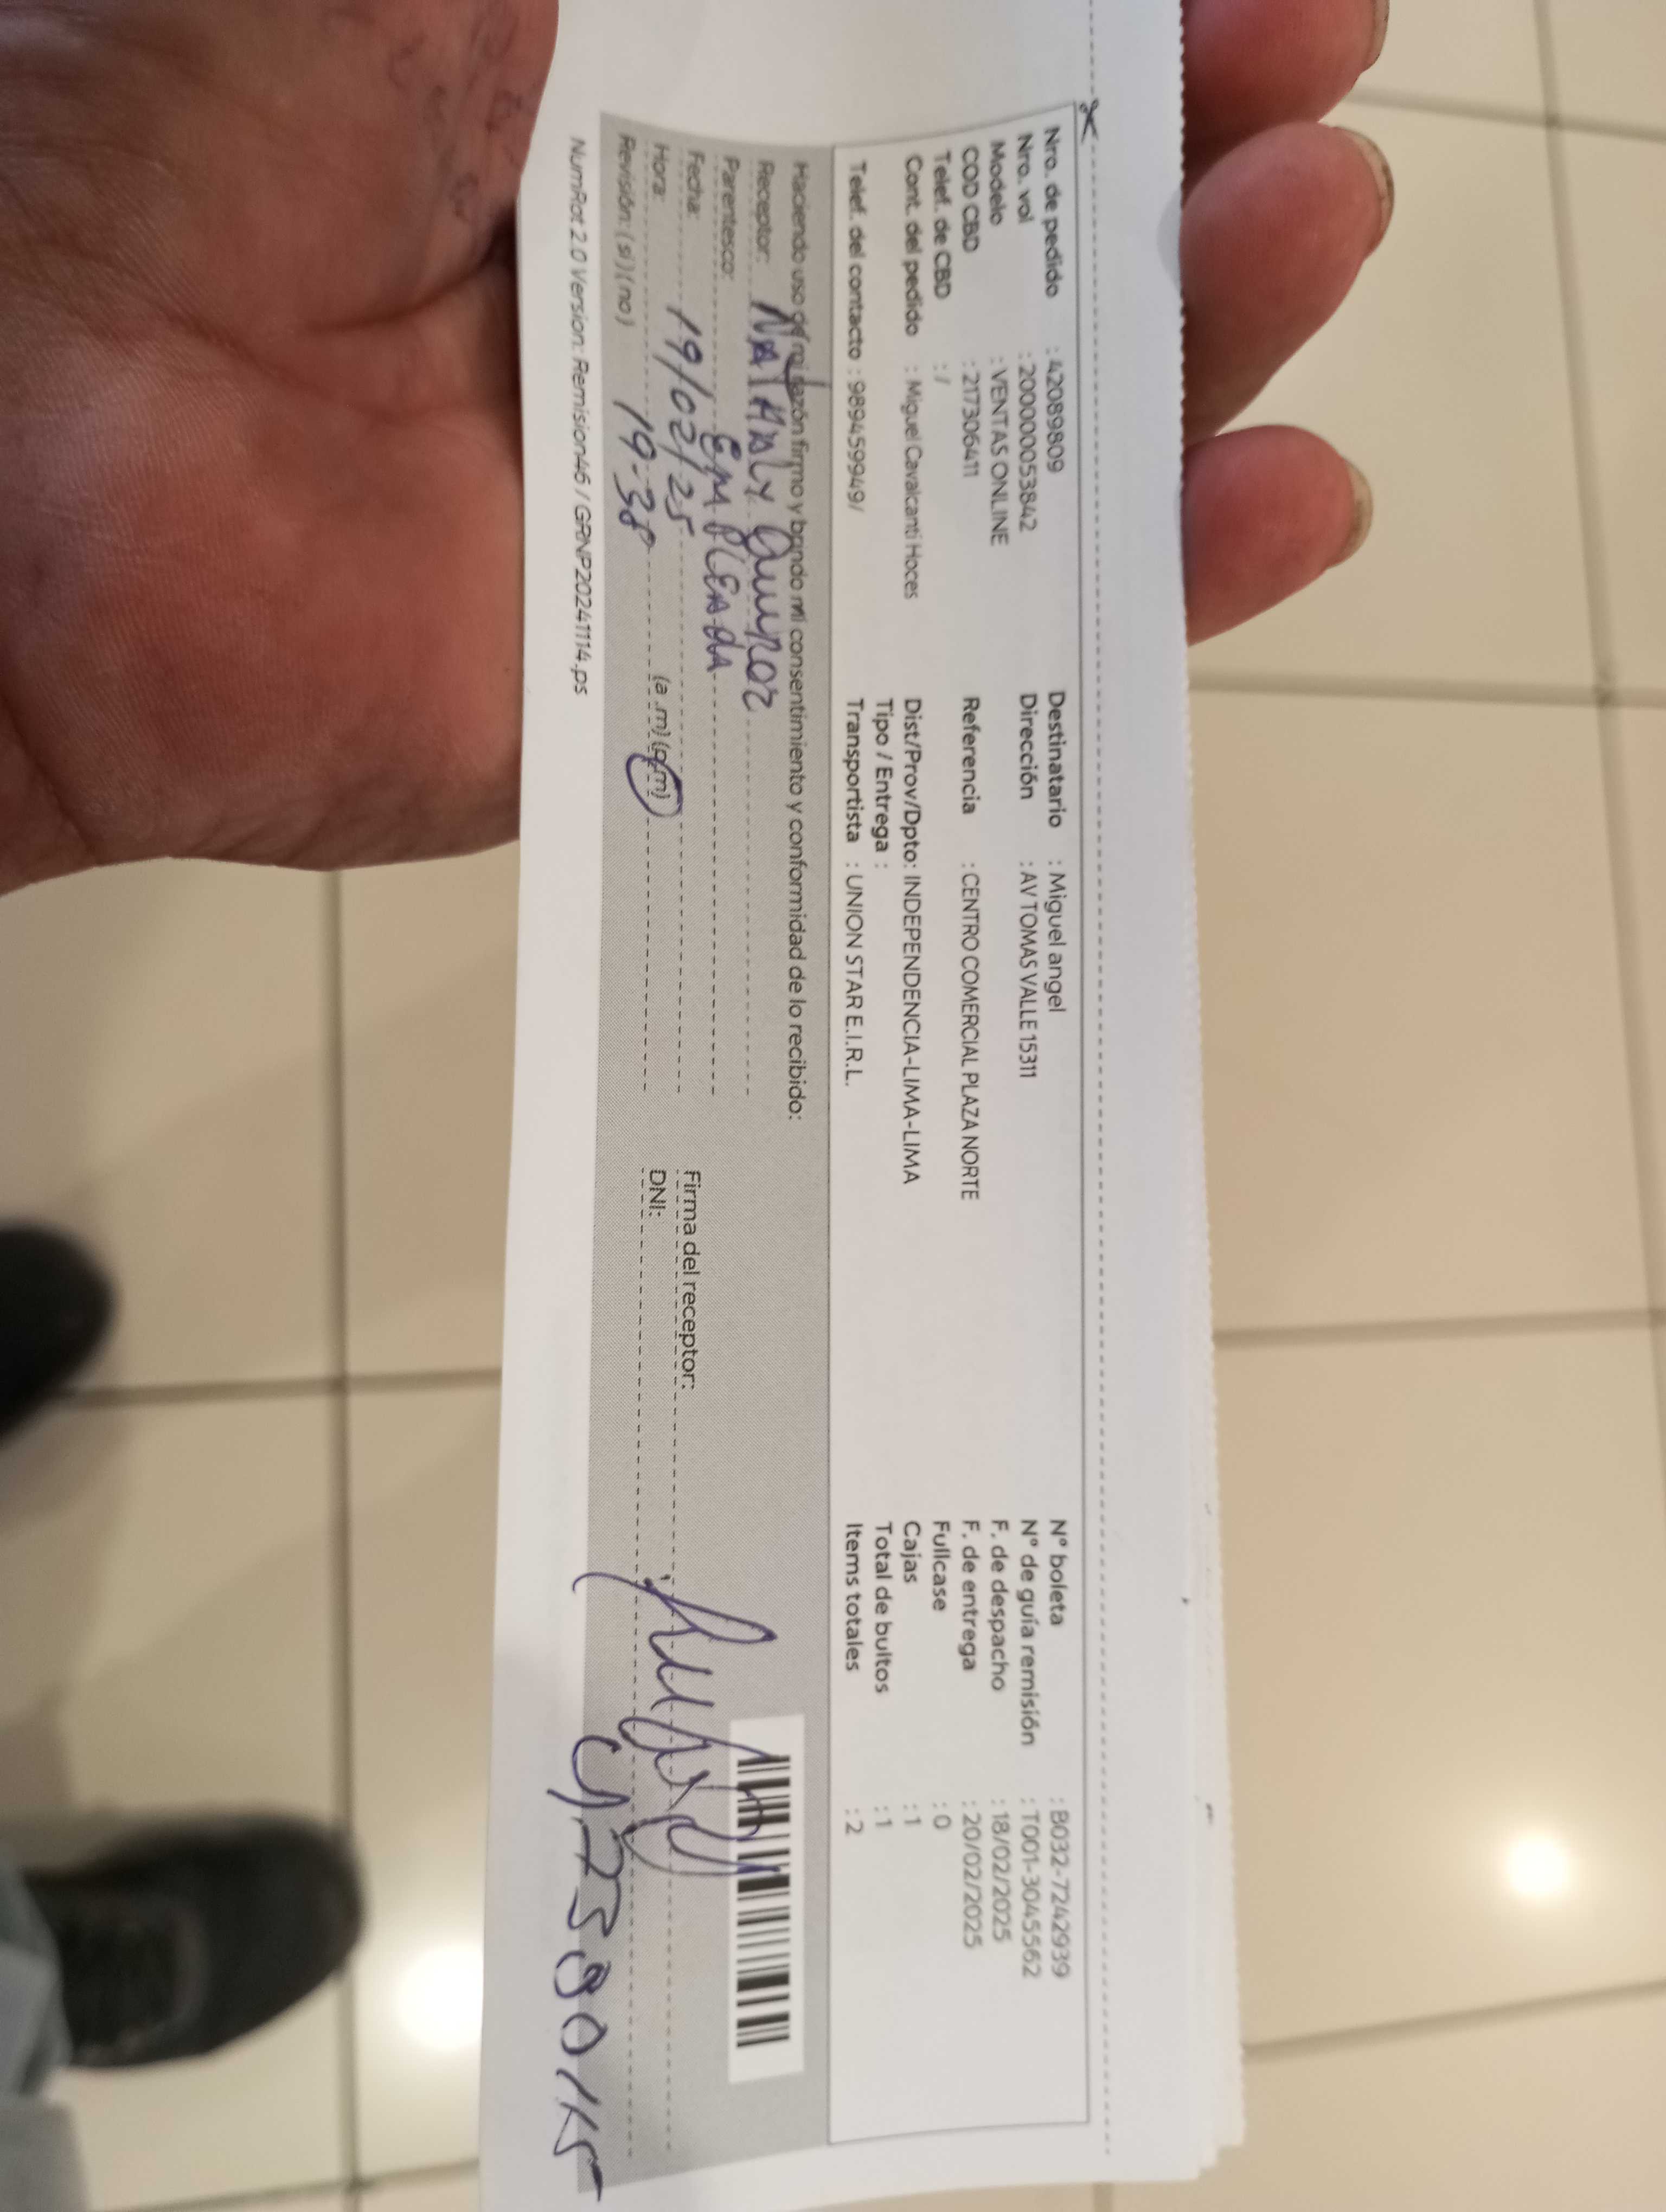 Nro. de pedido : 42089809
Nro. vol : 20000053842
Modelo : VENTAS ONLINE
COD CBD : 217306411
Telef. de CBD : /
Cont. del pedido : Miguel Cavalcanti Hoces
Telef. del contacto : 989459949/
Destinatario : Miguel angel
Dirección : AV TOMAS VALLE 15311
Referencia : CENTRO COMERCIAL PLAZA NORTE
Dist/Prov/Dpto: INDEPENDENCIA-LIMA-LIMA
Tipo / Entrega :
Transportista : UNION STAR E.I.R.L.
N° boleta : B032-7242939
N° de guía remisión : T001-3045562
F. de despacho : 18/02/2025
F. de entrega : 20/02/2025
Fullcase : 0
Cajas : 1
Total de bultos : 1
Items totales : 2
Haciendo uso de mi razón firmo y brindo mi consentimiento y conformidad de lo recibido:
Receptor: NATHALY
Parentesco: EMPLEADA
Fecha: 19/02/25
Hora: 19-38 (a .m) (p.m)
Revisión: (si) (no)
Firma del receptor:
DNI:
NumRot 2.0 Version: Remision46 / GRNP20241114.ps